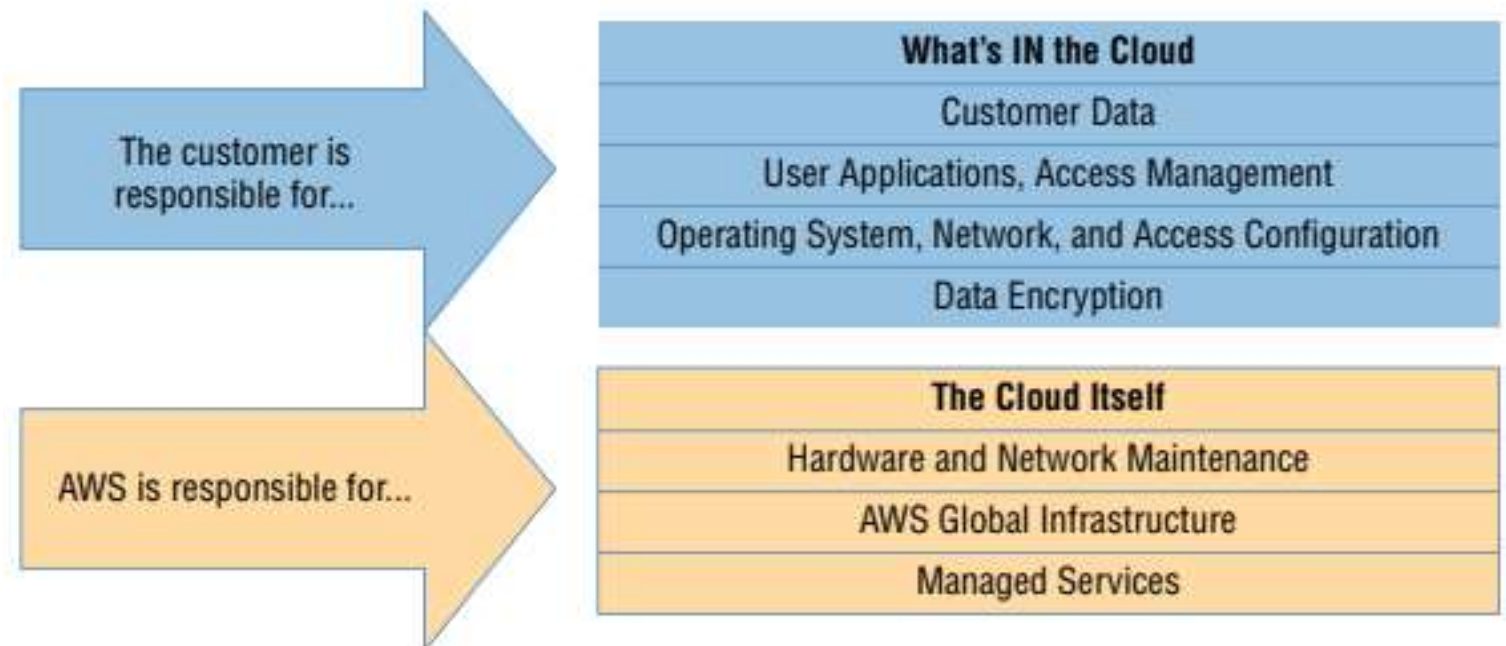 The customer is
responsible for...
What's IN the Cloud
Customer Data
User Applications, Access Management
Operating System, Network, and Access Configuration
Data Encryption
AWS is responsible for...
The Cloud Itself
Hardware and Network Maintenance
AWS Global Infrastructure
Managed Services